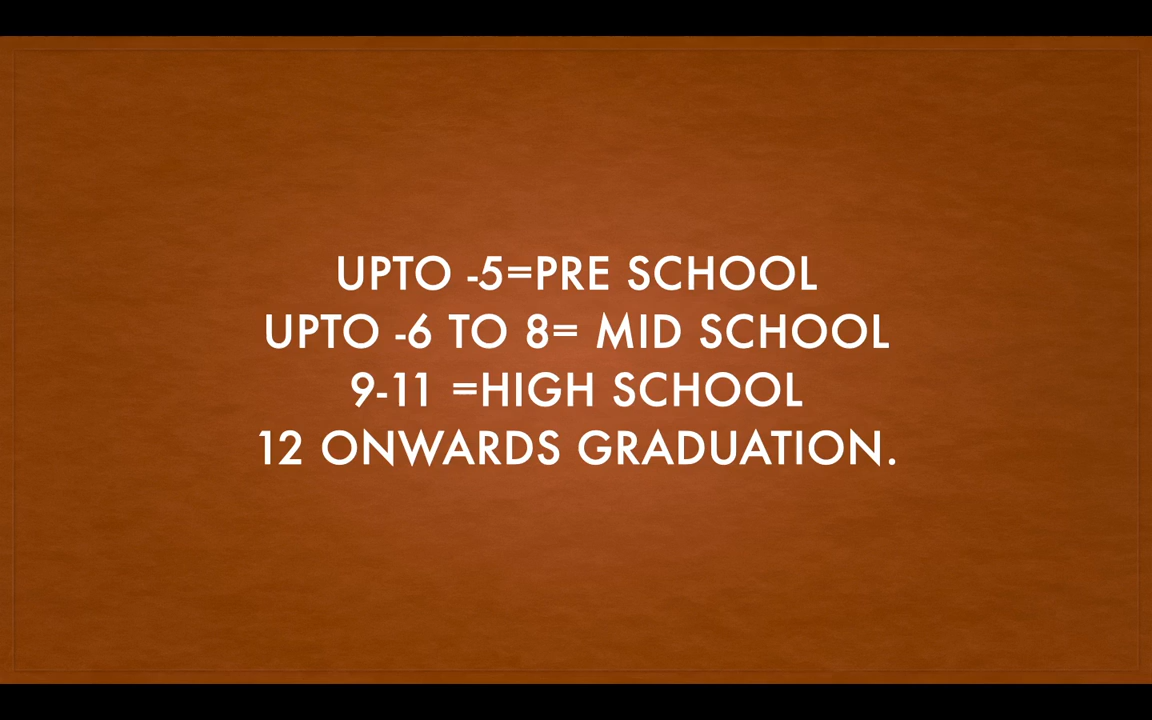 UPTO -5=PRE SCHOOL
UPTO -6 TO 8= MID SCHOOL
9-11 =HIGH SCHOOL
12 ONWARDS GRADUATION.